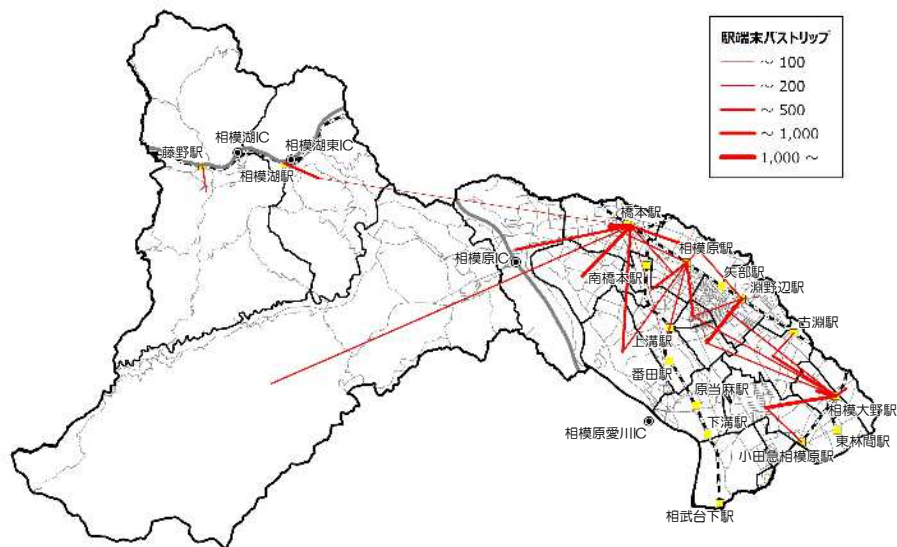 駅端末バストリップ
～ 100
～ 200
～ 500
～ 1,000
1,000 ～
相模湖IC
藤野駅
相模湖東IC
相模湖駅
橋本駅
相模原IC
相模原駅
南橋本駅
矢部駅
淵野辺駅
古淵駅
上溝駅
番田駅
原当麻駅
相模大野駅
相模原愛川IC
下溝駅
東林間駅
小田急相模原駅
相武台下駅